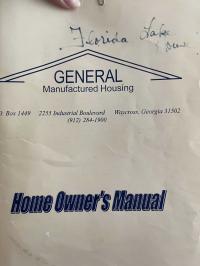 Florida Lake
GENERAL
Manufactured Housing
O. Box 1449 2255 Industrial Boulevard Waycross, Georgia 31502
(912) 284-1900
Home Owner's Manual